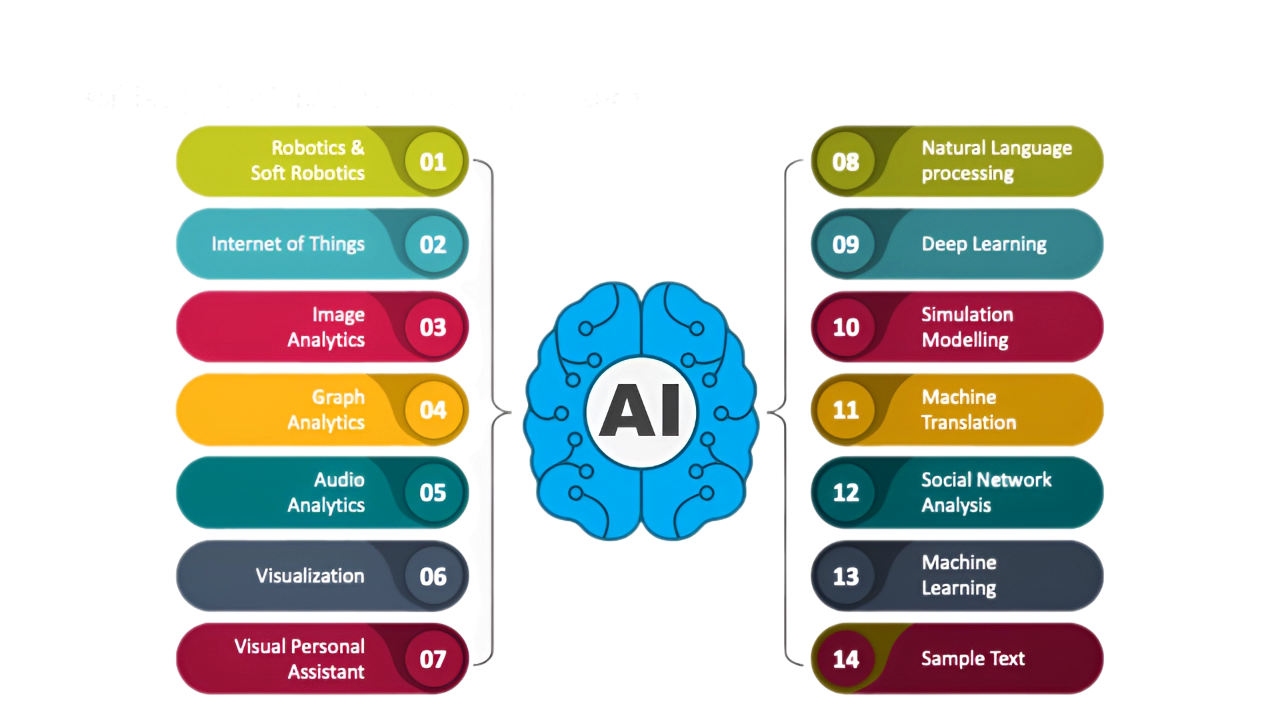 Robotics &
Soft Robotics
01
Internet of Things
02
Image
Analytics
03
Graph
Analytics
04
Audio
Analytics
05
Visualization
06
Visual Personal
Assistant
07
AI
08
Natural Language
processing
09
Deep Learning
10
Simulation
Modelling
11
Machine
Translation
12
Social Network
Analysis
13
Machine
Learning
14
Sample Text